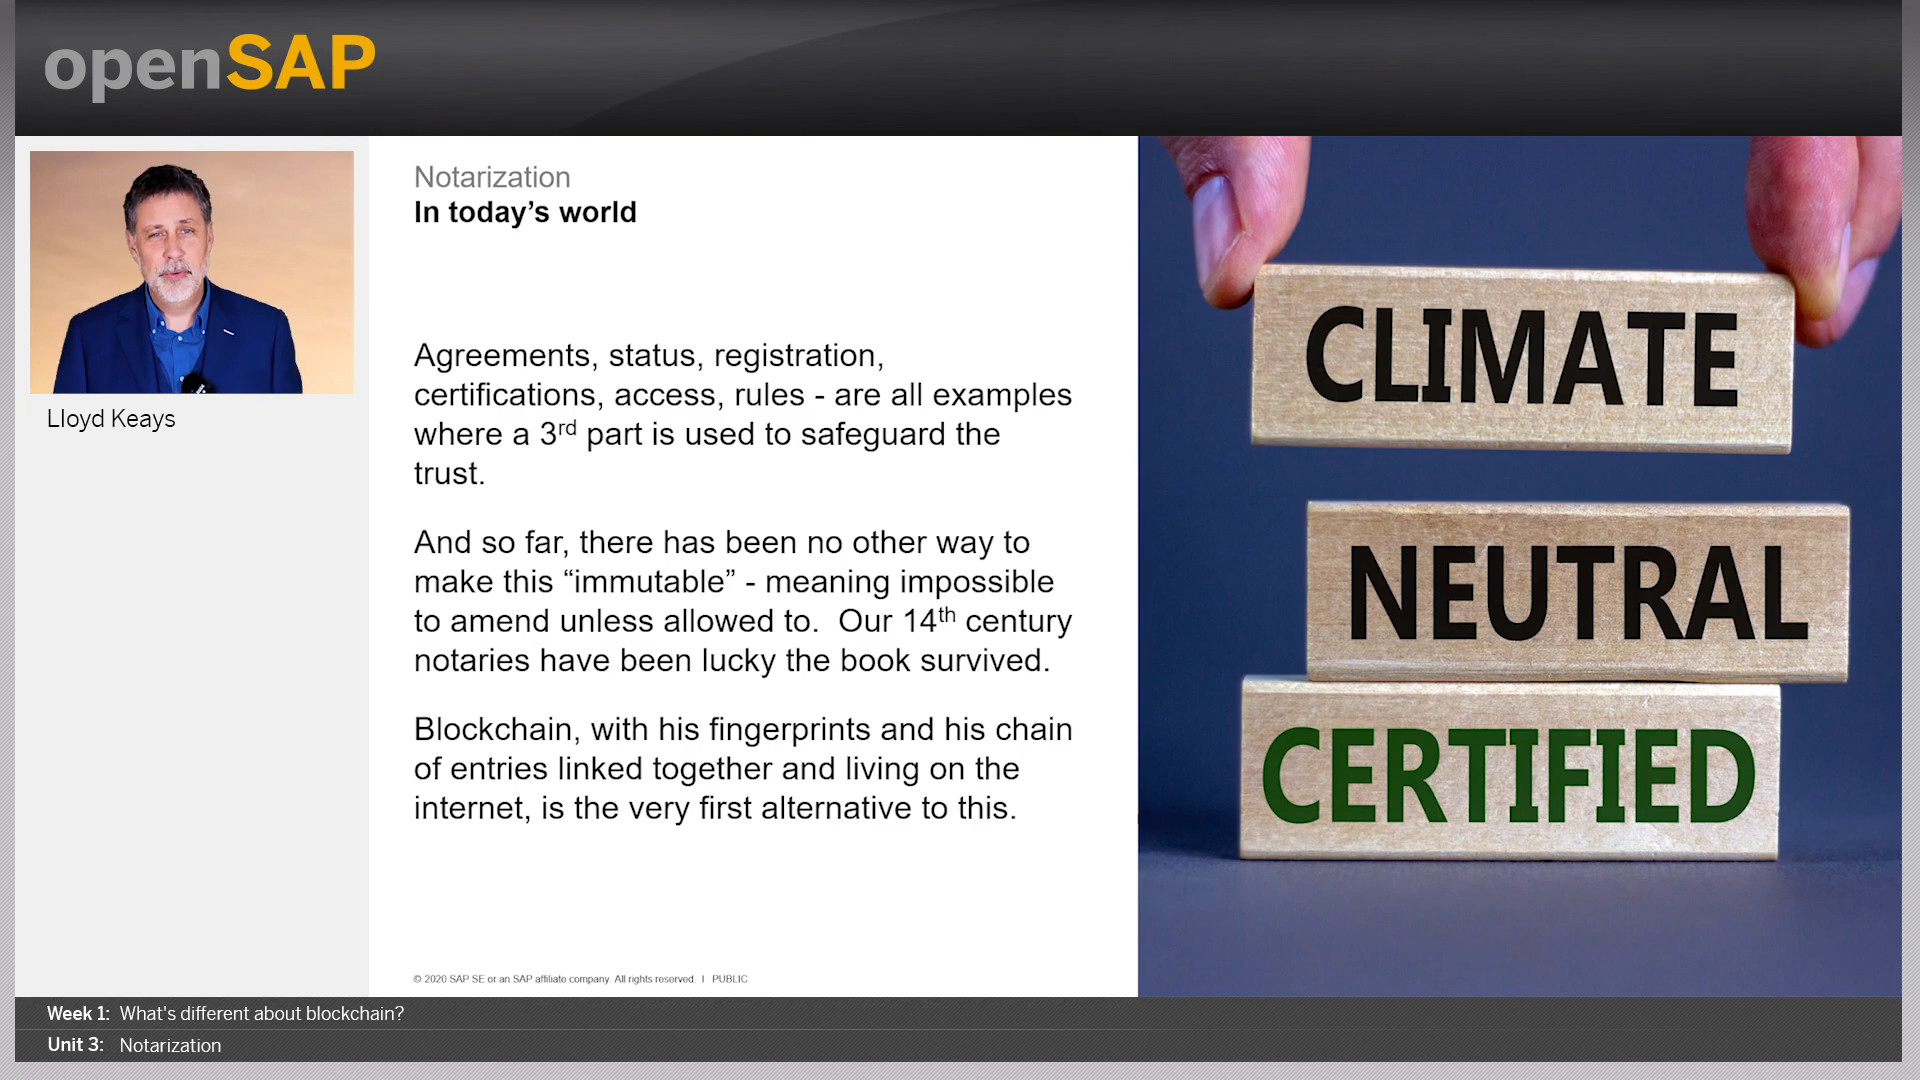 openSAP
Lloyd Keays
Notarization
In today’s world
Agreements, status, registration,
certifications, access, rules - are all examples
where a 3rd part is used to safeguard the
trust.
And so far, there has been no other way to
make this “immutable” - meaning impossible
to amend unless allowed to.  Our 14th century
notaries have been lucky the book survived.
Blockchain, with his fingerprints and his chain
of entries linked together and living on the
internet, is the very first alternative to this.
CLIMATE
NEUTRAL
CERTIFIED
© 2020 SAP SE or an SAP affiliate company. All rights reserved. I PUBLIC
Week 1: What's different about blockchain?
Unit 3: Notarization